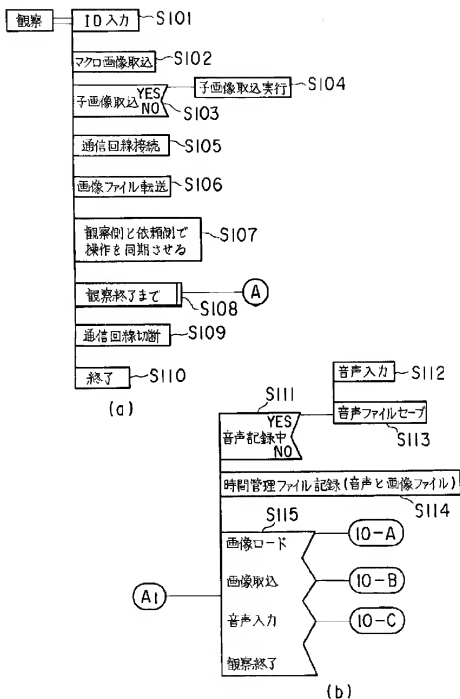 観察
ID入力
S101
マクロ画像取込
S102
子画像取込
YES
NO
S103
子画像取込実行
S104
通信回線接続
S105
画像ファイル転送
S106
観察側と依頼側で
操作を同期させる
S107
観察終了まで
S108
A
通信回線切断
S109
終了
S110
(a)
S111
音声記録中
YES
NO
音声入力
S112
音声ファイルセーブ
S113
時間管理ファイル記録(音声と画像ファイル)
S114
S115
A1
画像ロード
10-A
画像取込
10-B
音声入力
10-C
観察終了
(b)